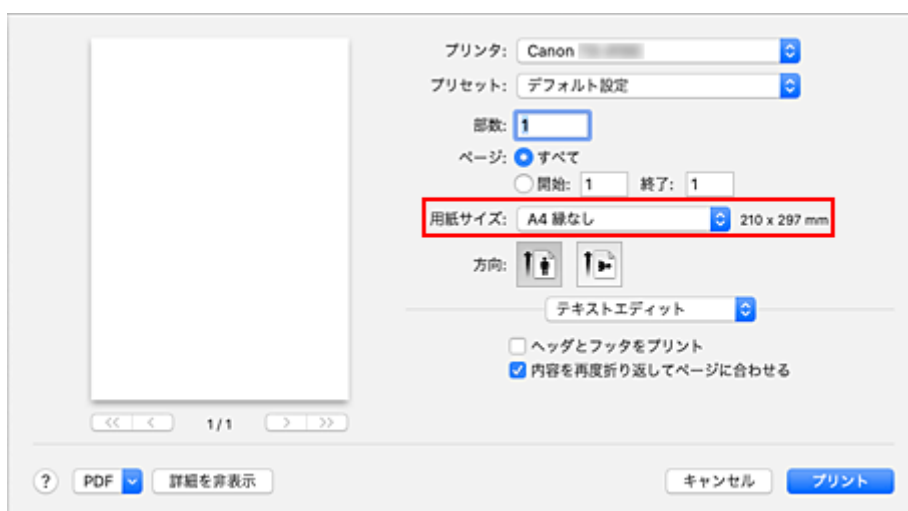 プリンタ: Canon
プリセット: デフォルト設定
部数: 1
ページ: すべて
開始: 1 終了: 1
用紙サイズ: A4 縁なし 210 x 297 mm
方向:
テキストエディット
ヘッダとフッタをプリント
内容を再度折り返してページに合わせる
<< < 1/1 > >>
? PDF 詳細を非表示 キャンセル プリント